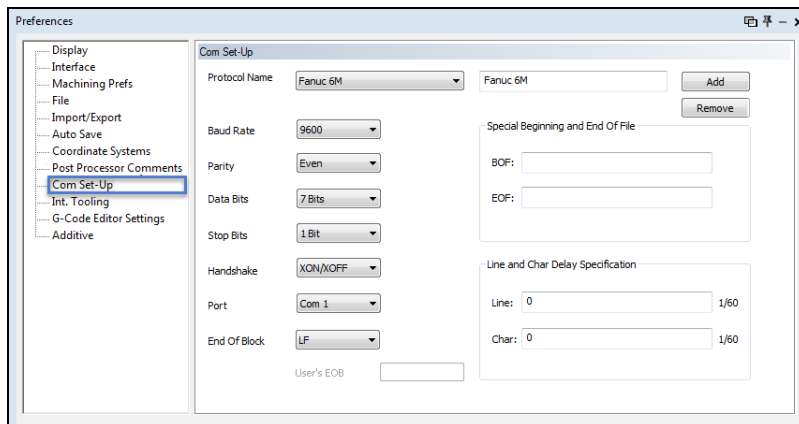 Preferences
Display
Interface
Machining Prefs
File
Import/Export
Auto Save
Coordinate Systems
Post Processor Comments
Com Set-Up
Int. Tooling
G-Code Editor Settings
Additive
Com Set-Up
Protocol Name Fanuc 6M Fanuc 6M Add
Remove
Baud Rate 9600
Parity Even
Data Bits 7 Bits
Stop Bits 1 Bit
Handshake XON/XOFF
Port Com 1
End Of Block LF
User's EOB
Special Beginning and End Of File
BOF:
EOF:
Line and Char Delay Specification
Line: 0 1/60
Char: 0 1/60